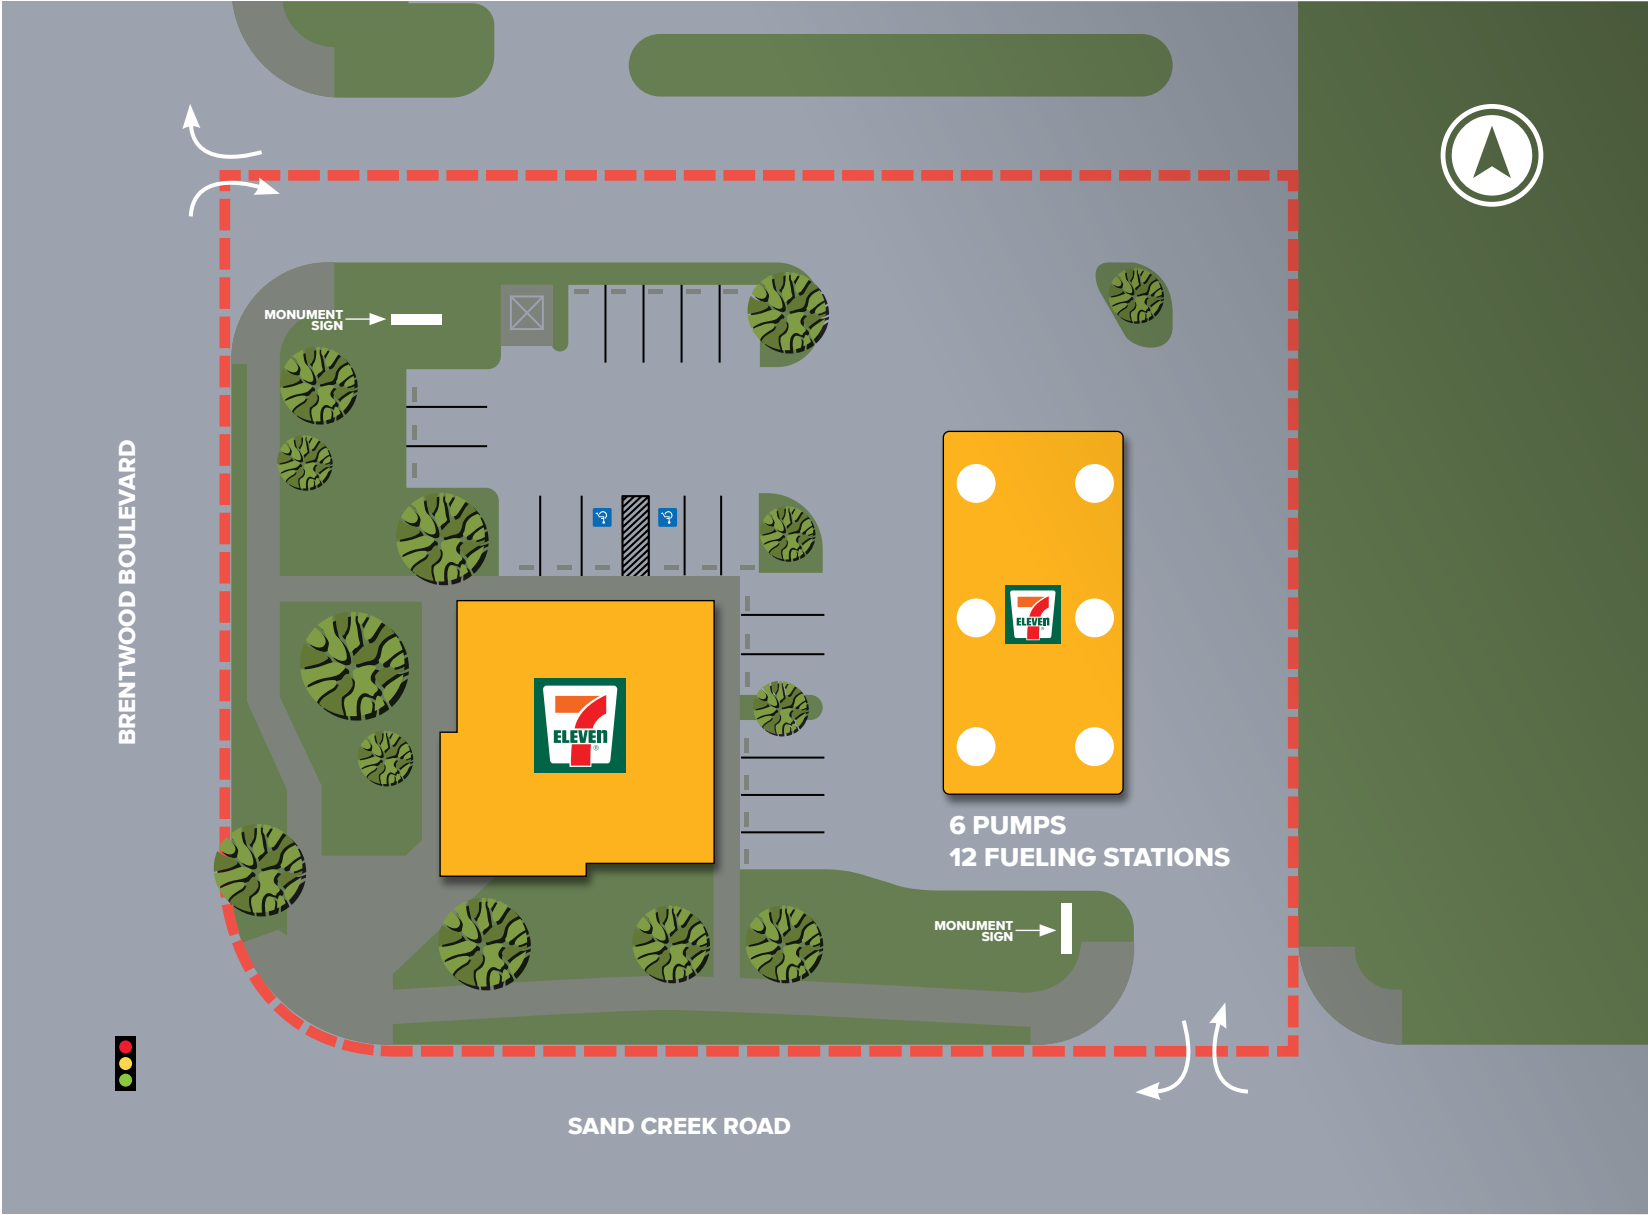 MONUMENT
SIGN
BRENTWOOD BOULEVARD
7
ELEVEN
®
7
ELEVEN
®
6 PUMPS
12 FUELING STATIONS
MONUMENT
SIGN
SAND CREEK ROAD